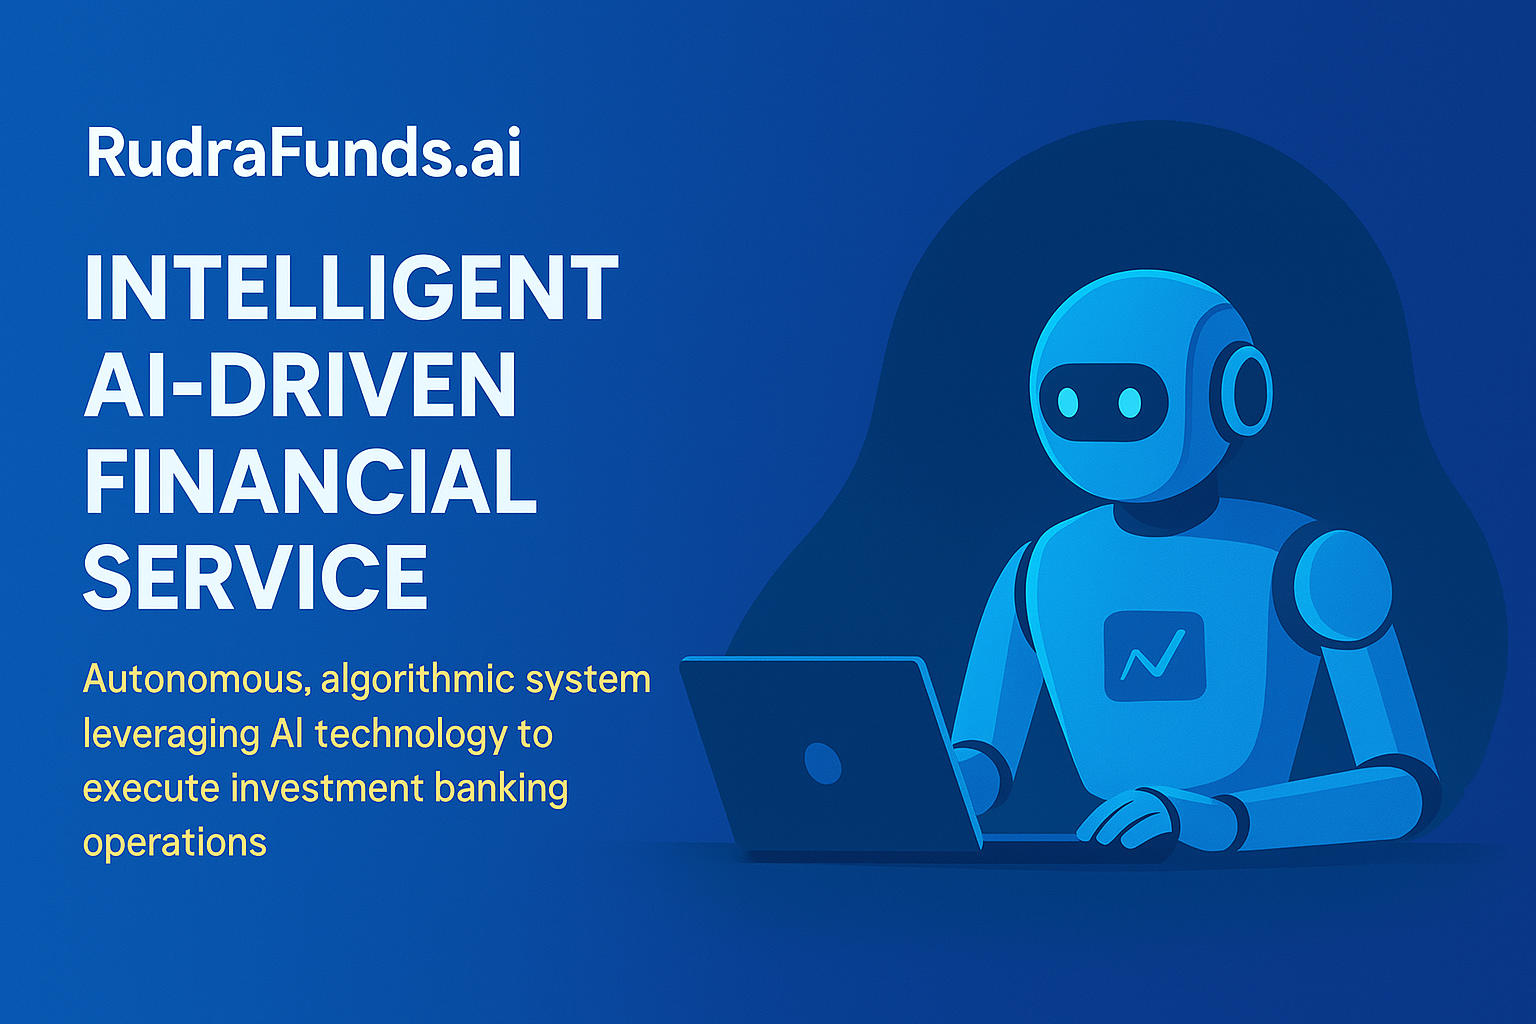 RudraFunds.ai
INTELLIGENT
AI-DRIVEN
FINANCIAL
SERVICE
Autonomous, algorithmic system
leveraging AI technology to
execute investment banking
operations